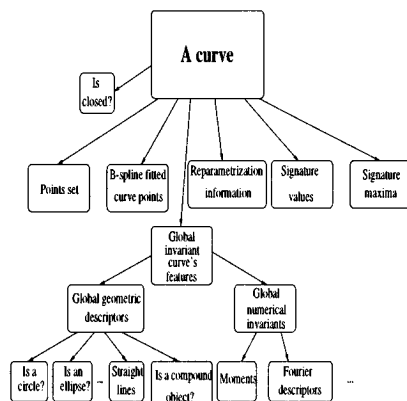 A curve
Is
closed?
Points set
B-spline fitted
curve points
Reparametrization
information
Signature
values
Signature
maxima
Global
invariant
curve's
features
Global geometric
descriptors
Global
numerical
invariants
Is a
circle?
Is an
ellipse?
...
Straight
lines
Is a compound
object?
Moments
Fourier
descriptors
...